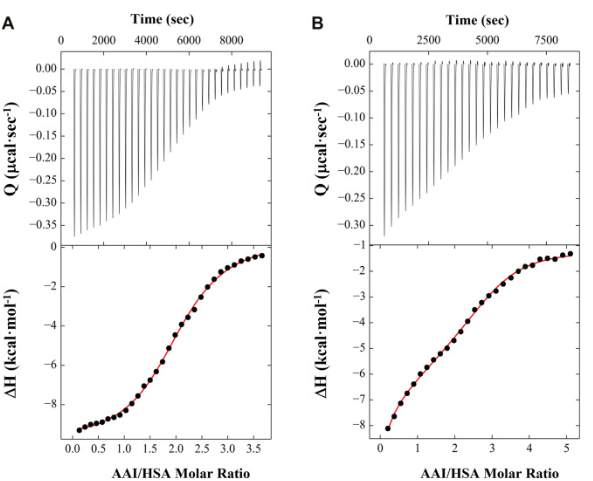 A
Time (sec)
0 2000 4000 6000 8000
0.00
−0.05
−0.10
−0.15
−0.20
−0.25
−0.30
−0.35
Q (μcal·sec⁻¹)
0
−2
−4
−6
−8
ΔH (kcal·mol⁻¹)
0.0 0.5 1.0 1.5 2.0 2.5 3.0 3.5
AAI/HSA Molar Ratio
B
Time (sec)
0 2500 5000 7500
0.00
−0.05
−0.10
−0.15
−0.20
−0.25
−0.30
Q (μcal·sec⁻¹)
−1
−2
−3
−4
−5
−6
−7
−8
ΔH (kcal·mol⁻¹)
0 1 2 3 4 5
AAI/HSA Molar Ratio